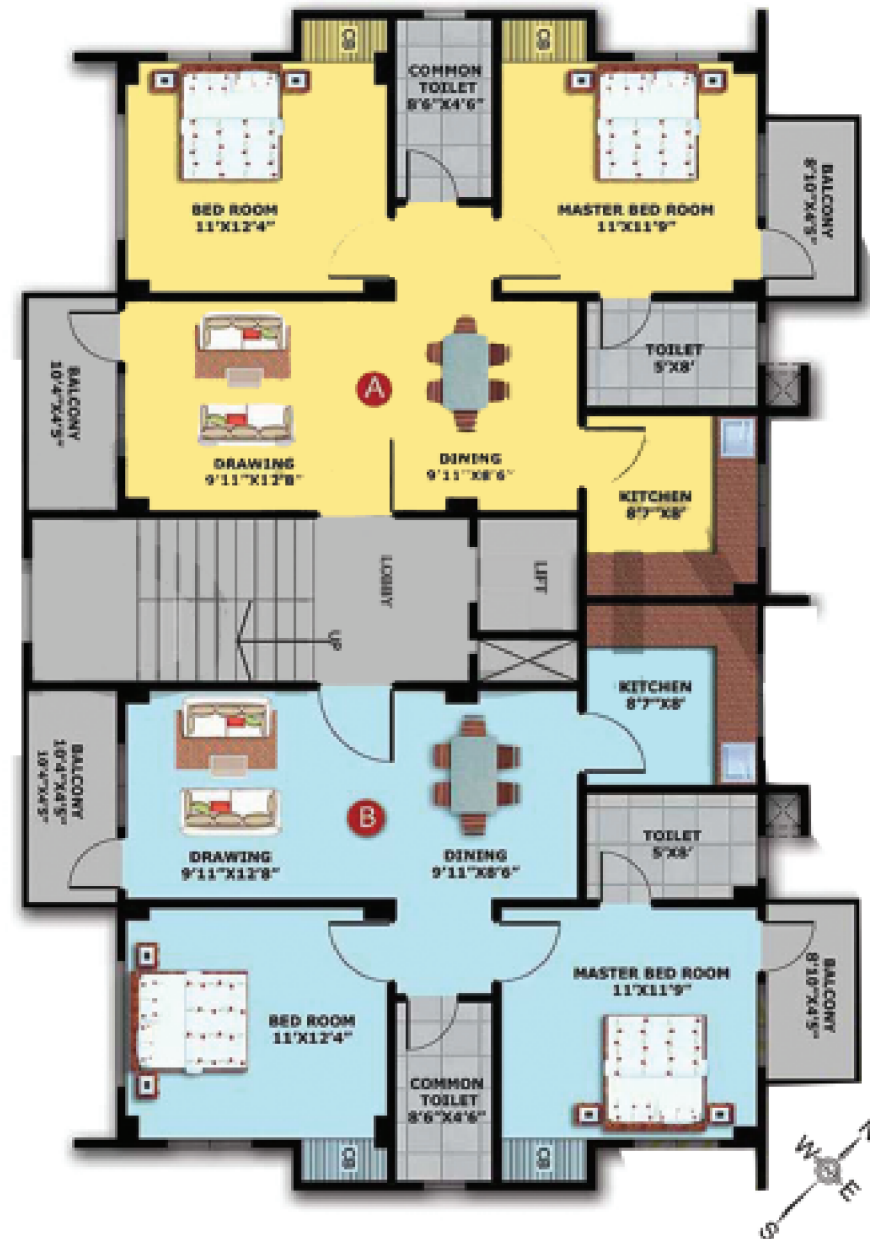 CB
CB
COMMON
TOILET
8'6"X4'6"
BED ROOM
11'X12'4"
MASTER BED ROOM
11'X11'9"
BALCONY
8'10"X4'5"
BALCONY
10'4"X4'5"
TOILET
5'X8'
A
DRAWING
9'11"X12'8"
DINING
9'11"X8'6"
KITCHEN
8'7"X8'
LOBBY
LIFT
UP
KITCHEN
8'7"X8'
BALCONY
10'4"X4'5"
10'4"X4'5"
B
DRAWING
9'11"X12'8"
DINING
9'11"X8'6"
TOILET
5'X8'
MASTER BED ROOM
11'X11'9"
BALCONY
8'10"X4'5"
BED ROOM
11'X12'4"
COMMON
TOILET
8'6"X4'6"
CB
CB
N
W
E
S